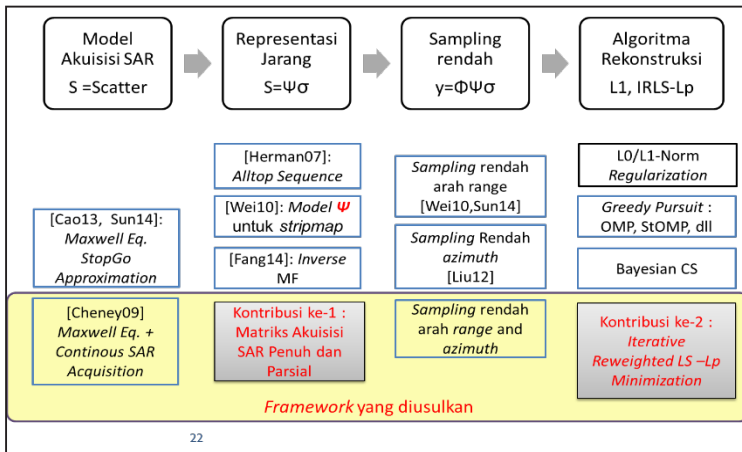 Model
Akuisisi SAR
S =Scatter
Representasi
Jarang
S=Ψσ
Sampling
rendah
y=ΦΨσ
Algoritma
Rekonstruksi
L1, IRLS-Lp
[Cao13, Sun14]:
Maxwell Eq.
StopGo
Approximation
[Cheney09]
Maxwell Eq. +
Continous SAR
Acquisition
[Herman07]:
Alltop Sequence
[Wei10]: Model Ψ
untuk stripmap
[Fang14]: Inverse
MF
Kontribusi ke-1 :
Matriks Akuisisi
SAR Penuh dan
Parsial
Sampling rendah
arah range
[Wei10,Sun14]
Sampling Rendah
azimuth
[Liu12]
Sampling rendah
arah range and
azimuth
L0/L1-Norm
Regularization
Greedy Pursuit :
OMP, StOMP, dll
Bayesian CS
Kontribusi ke-2 :
Iterative
Reweighted LS –Lp
Minimization
Framework yang diusulkan
22